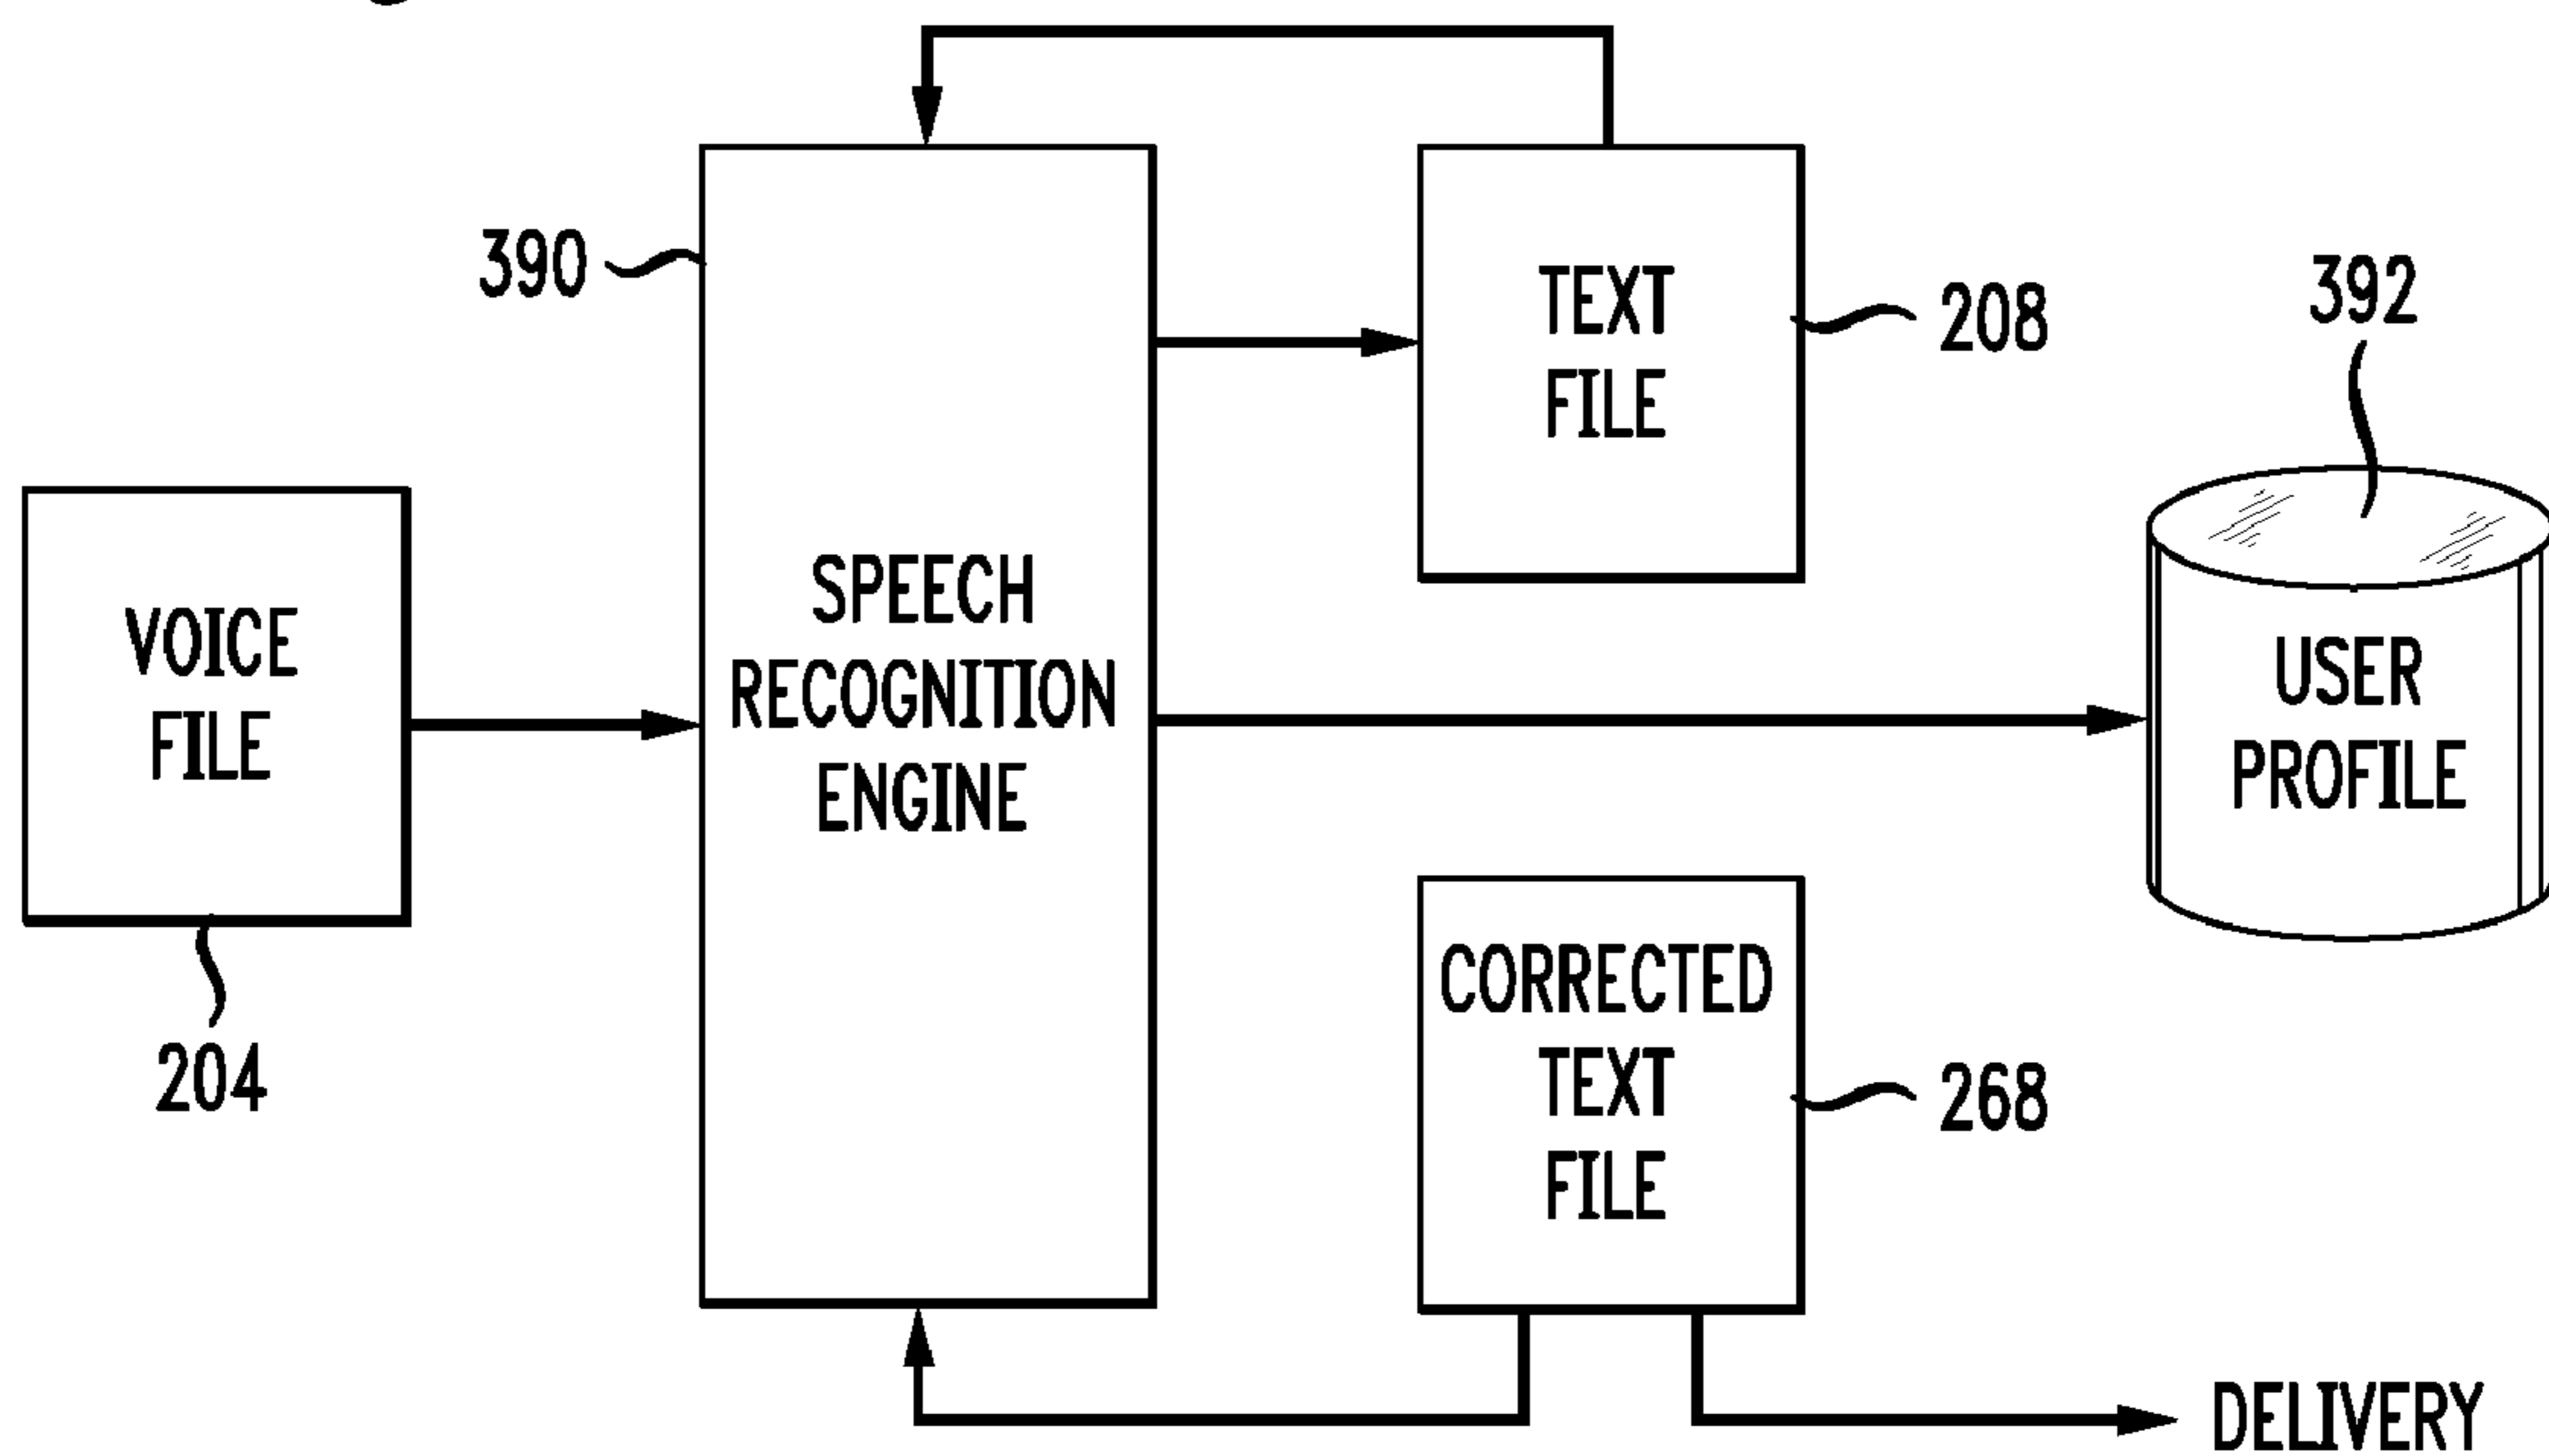 390
TEXT
FILE
208
392
VOICE
FILE
204
SPEECH
RECOGNITION
ENGINE
USER
PROFILE
CORRECTED
TEXT
FILE
268
DELIVERY